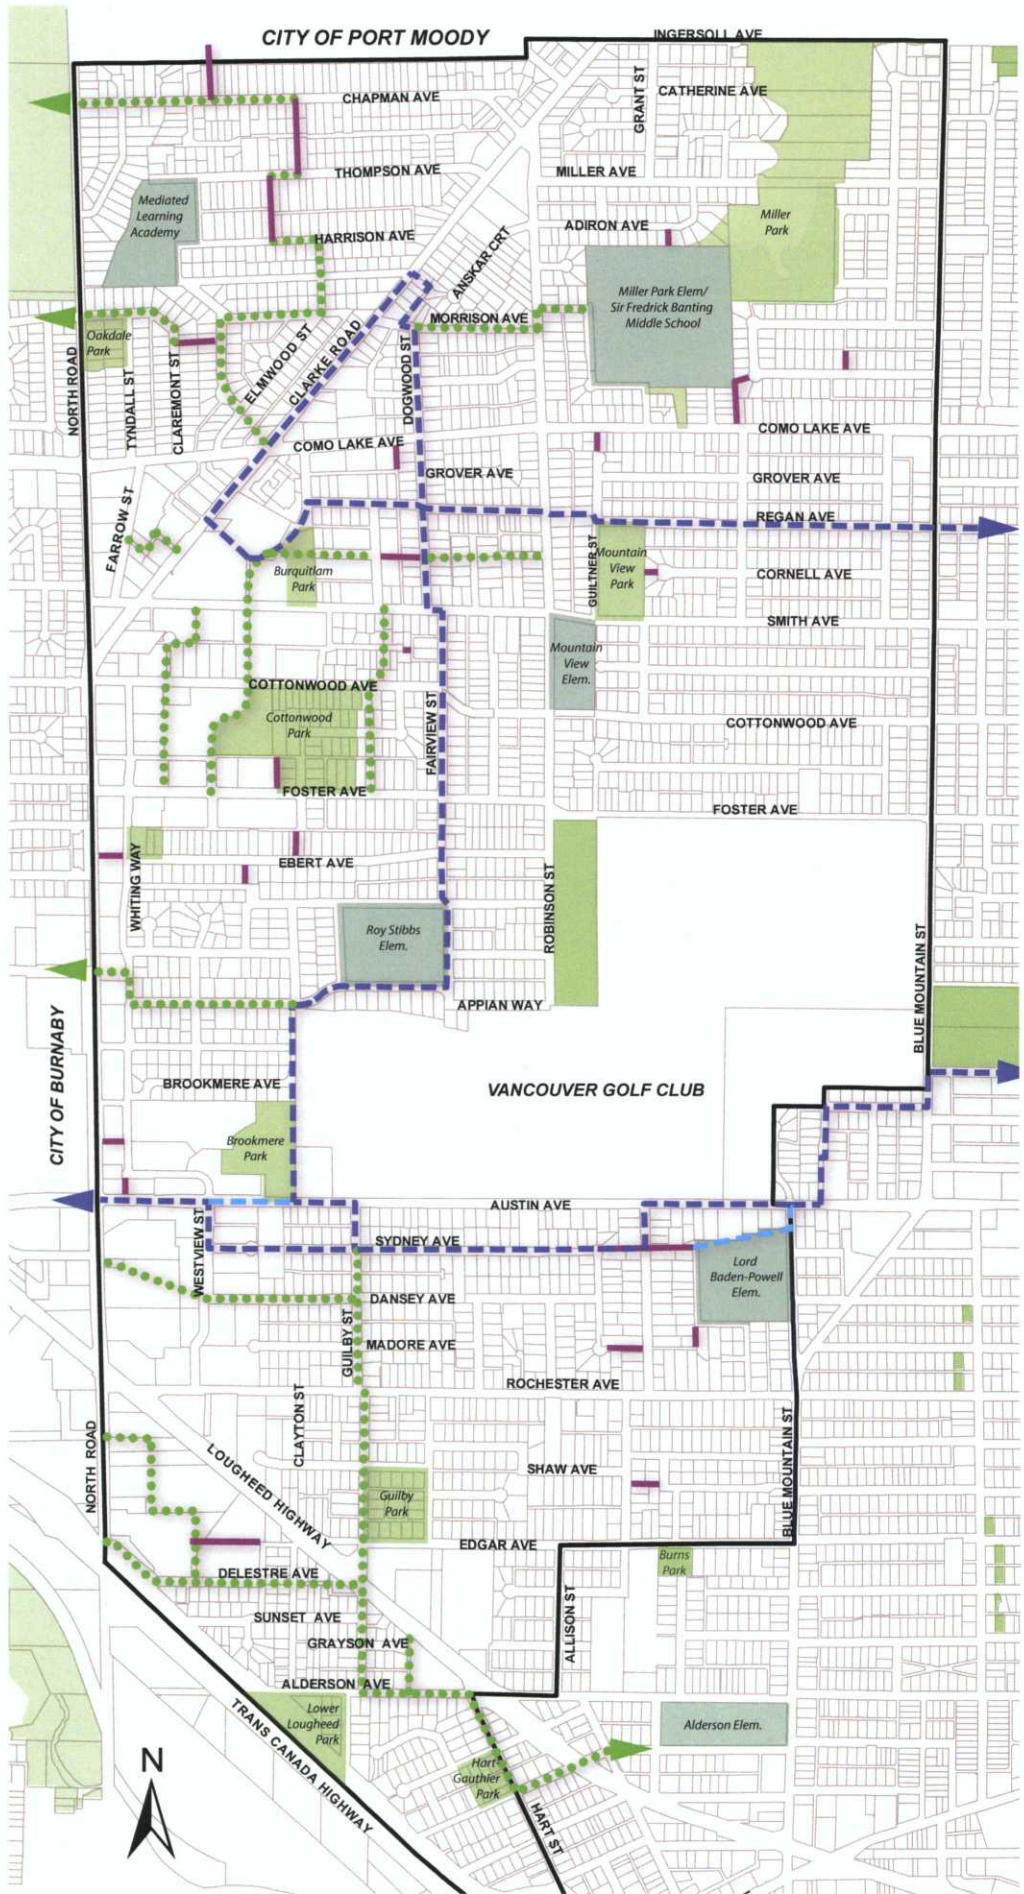 CITY OF PORT MOODY
INGERSOLL AVE
GRANT ST
CATHERINE AVE
CHAPMAN AVE
THOMPSON AVE
MILLER AVE
Mediated
Learning
Academy
Miller
Park
ADIRON AVE
HARRISON AVE
ANSKAR CRT
Miller Park Elem/
Sir Fredrick Banting
Middle School
MORRISON AVE
Oakdale
Park
NORTH ROAD
TYNDALL ST
CLAREMONT ST
ELMWOOD ST
CLARKE ROAD
DOGWOOD ST
COMO LAKE AVE
COMO LAKE AVE
GROVER AVE
GROVER AVE
FARROW ST
REGAN AVE
Burquitlam
Park
GUILTNER ST
Mountain
View
Park
CORNELL AVE
SMITH AVE
Mountain
View
Elem.
COTTONWOOD AVE
Cottonwood
Park
FAIRVIEW ST
COTTONWOOD AVE
FOSTER AVE
FOSTER AVE
EBERT AVE
WHITING WAY
Roy Stibbs
Elem.
ROBINSON ST
BLUE MOUNTAIN ST
APPIAN WAY
CITY OF BURNABY
BROOKMERE AVE
VANCOUVER GOLF CLUB
Brookmere
Park
AUSTIN AVE
WESTVIEW ST
SYDNEY AVE
Lord
Baden-Powell
Elem.
DANSEY AVE
GUILBY ST
MADORE AVE
ROCHESTER AVE
CLAYTON ST
NORTH ROAD
LOUGHEED HIGHWAY
SHAW AVE
BLUE MOUNTAIN ST
Guilby
Park
EDGAR AVE
Burns
Park
DELESTRE AVE
ALLISON ST
SUNSET AVE
GRAYSON AVE
ALDERSON AVE
Lower
Lougheed
Park
Alderson Elem.
TRANS CANADA HIGHWAY
Hart-
Gauthier
Park
HART ST
N